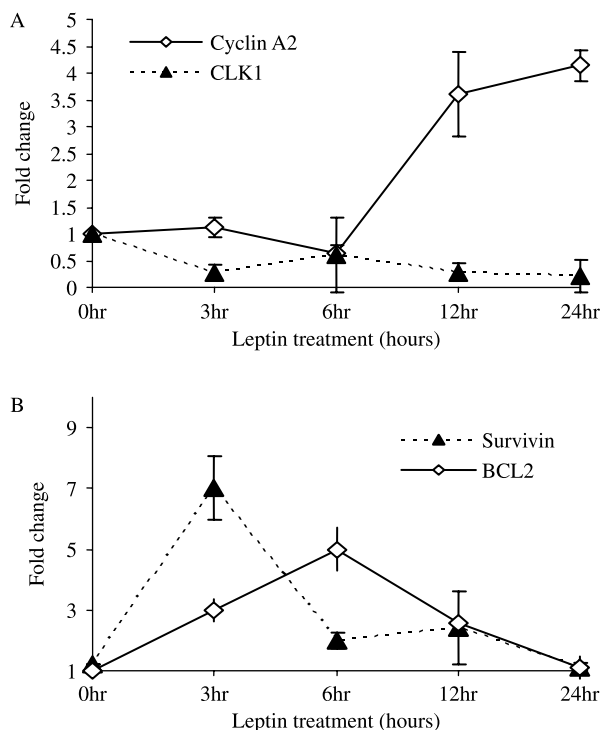 A
Cyclin A2
CLK1
Fold change
5
4.5
4
3.5
3
2.5
2
1.5
1
0.5
0
0hr 3hr 6hr 12hr 24hr
Leptin treatment (hours)
B
Survivin
BCL2
Fold change
9
7
5
3
1
0hr 3hr 6hr 12hr 24hr
Leptin treatment (hours)